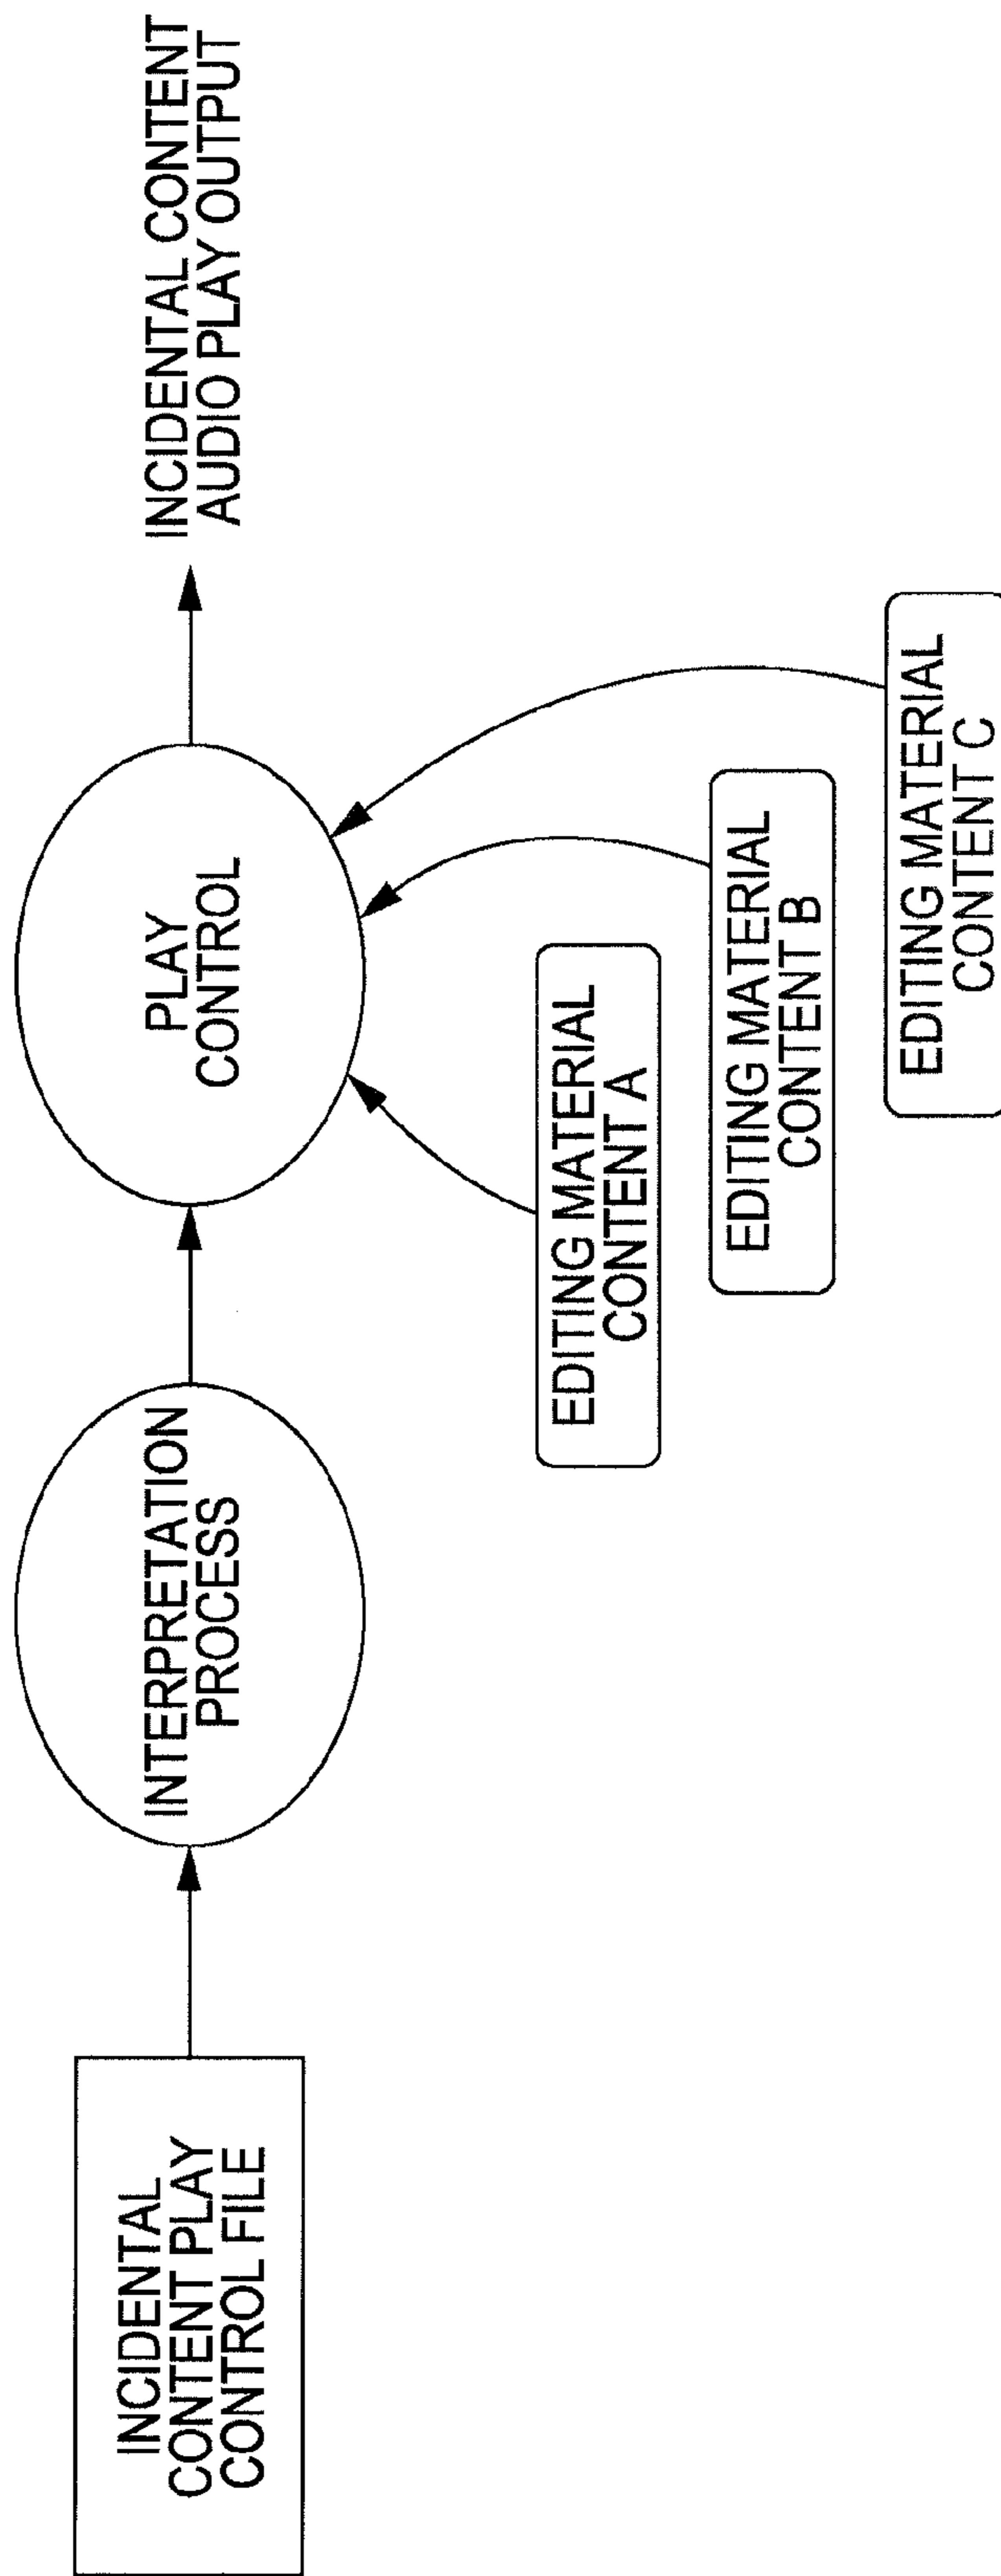 INCIDENTAL
CONTENT PLAY
CONTROL FILE
INTERPRETATION
PROCESS
PLAY
CONTROL
INCIDENTAL CONTENT
AUDIO PLAY OUTPUT
EDITING MATERIAL
CONTENT A
EDITING MATERIAL
CONTENT B
EDITING MATERIAL
CONTENT C